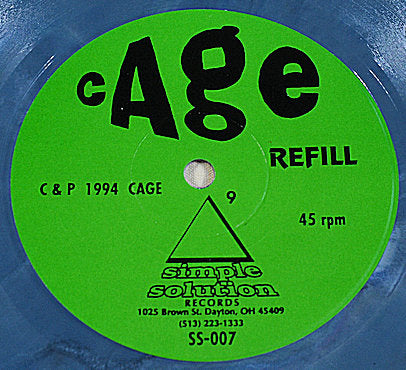 cAge
REFILL
C & P 1994 CAGE
9
45 rpm
simple
solution
RECORDS
1025 Brown St. Dayton, OH 45409
(513) 223-1333
SS-007